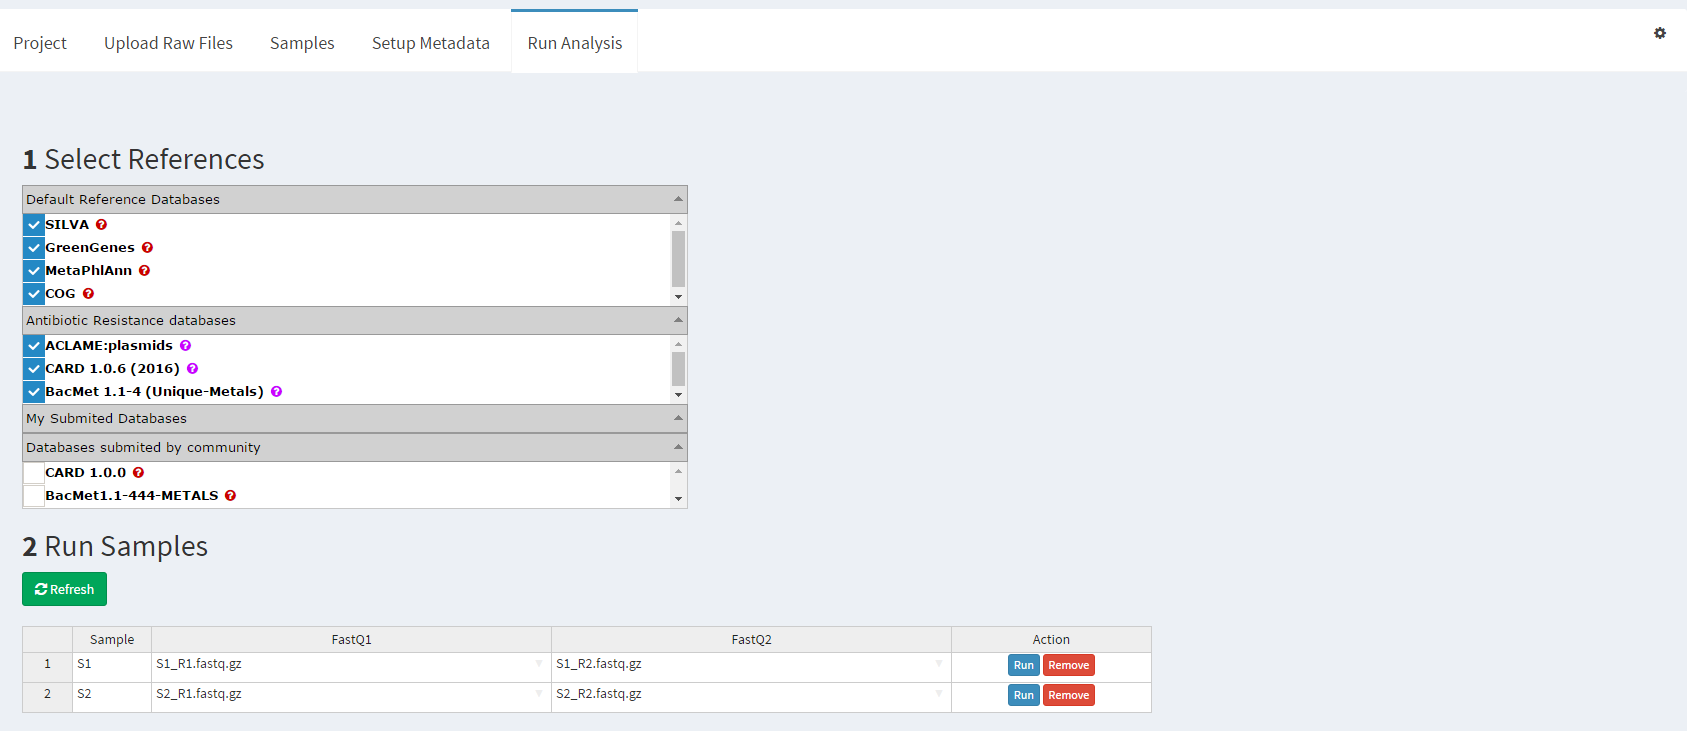 Project Upload Raw Files Samples Setup Metadata Run Analysis
1 Select References
Default Reference Databases
SILVA
GreenGenes
MetaPhlAnn
COG
Antibiotic Resistance databases
ACLAME:plasmids
CARD 1.0.6 (2016)
BacMet 1.1-4 (Unique-Metals)
My Submited Databases
Databases submited by community
CARD 1.0.0
BacMet1.1-444-METALS
2 Run Samples
Refresh
Sample FastQ1 FastQ2 Action
1 S1 S1_R1.fastq.gz S1_R2.fastq.gz Run Remove
2 S2 S2_R1.fastq.gz S2_R2.fastq.gz Run Remove